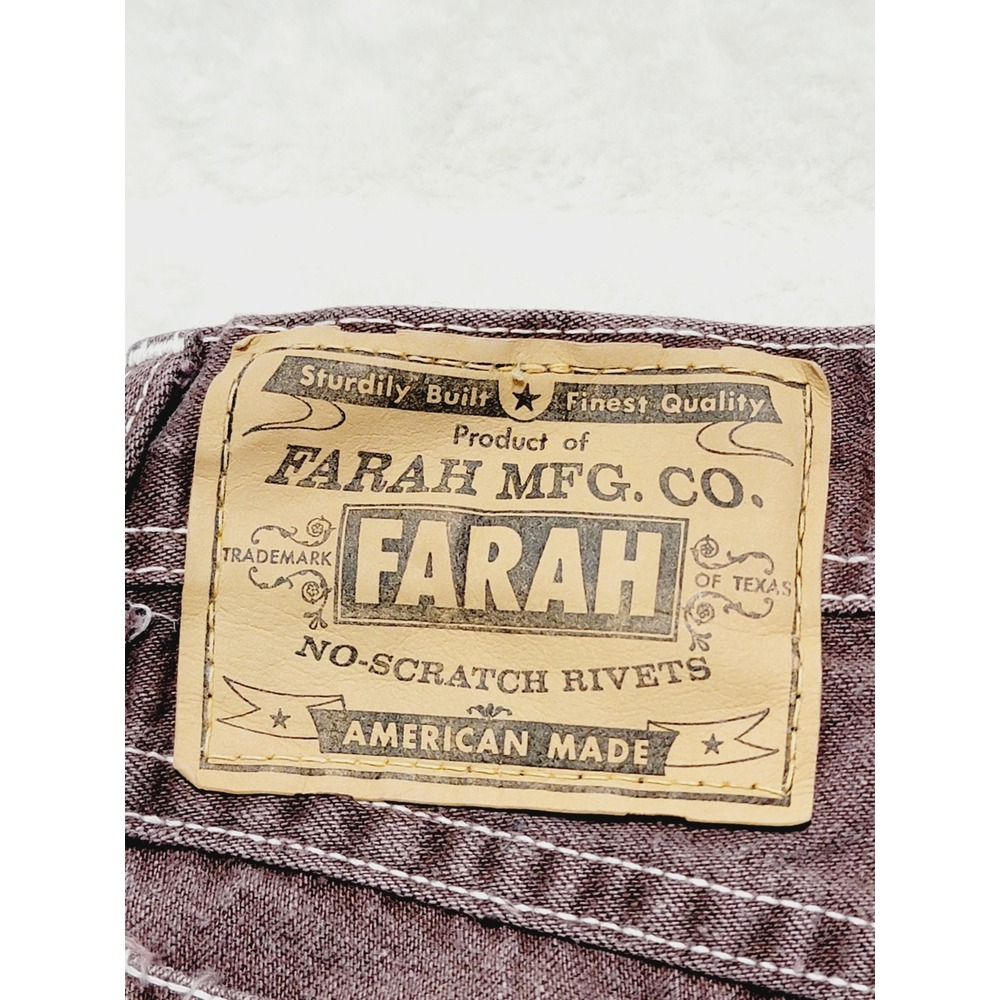 Sturdily Built ★ Finest Quality
Product of
FARAH MFG. CO.
TRADEMARK FARAH OF TEXAS
NO-SCRATCH RIVETS
AMERICAN MADE